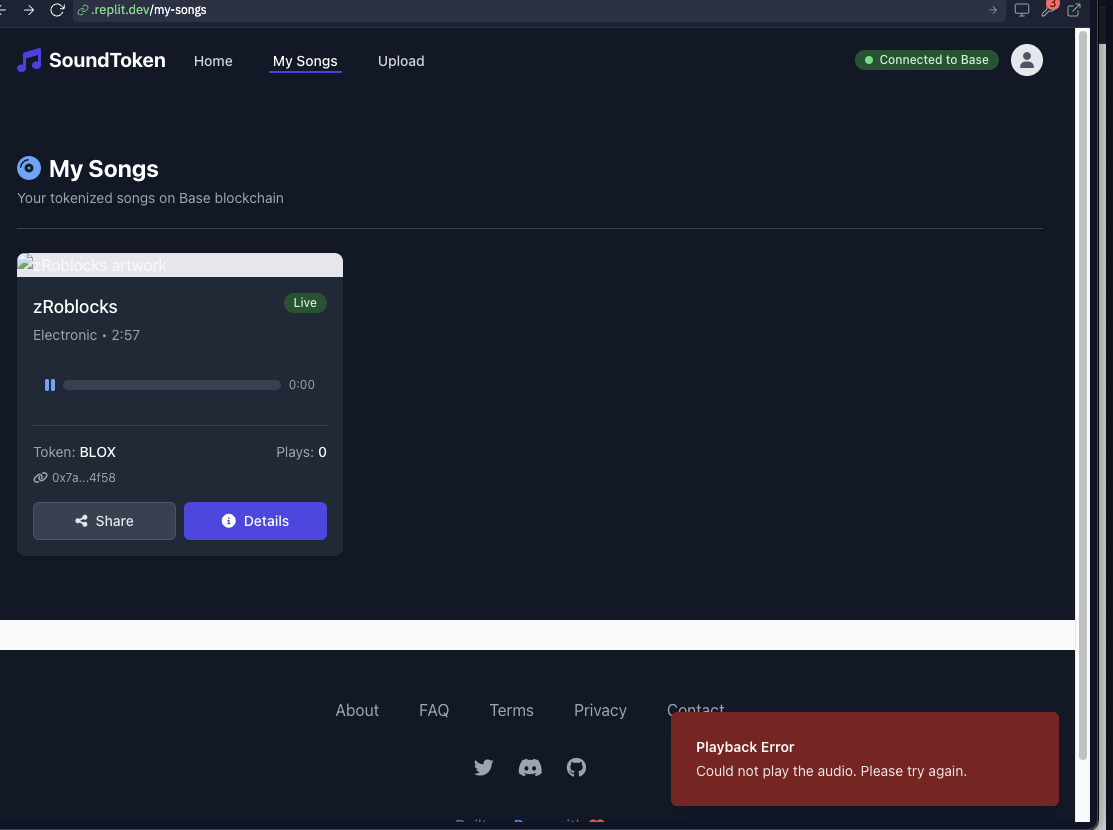 .replit.dev/my-songs
3
SoundToken
Home
My Songs
Upload
Connected to Base
My Songs
Your tokenized songs on Base blockchain
zRoblocks artwork
zRoblocks
Live
Electronic • 2:57
0:00
Token: BLOX
Plays: 0
0x7a...4f58
Share
Details
About
FAQ
Terms
Privacy
Contact
Playback Error
Could not play the audio. Please try again.